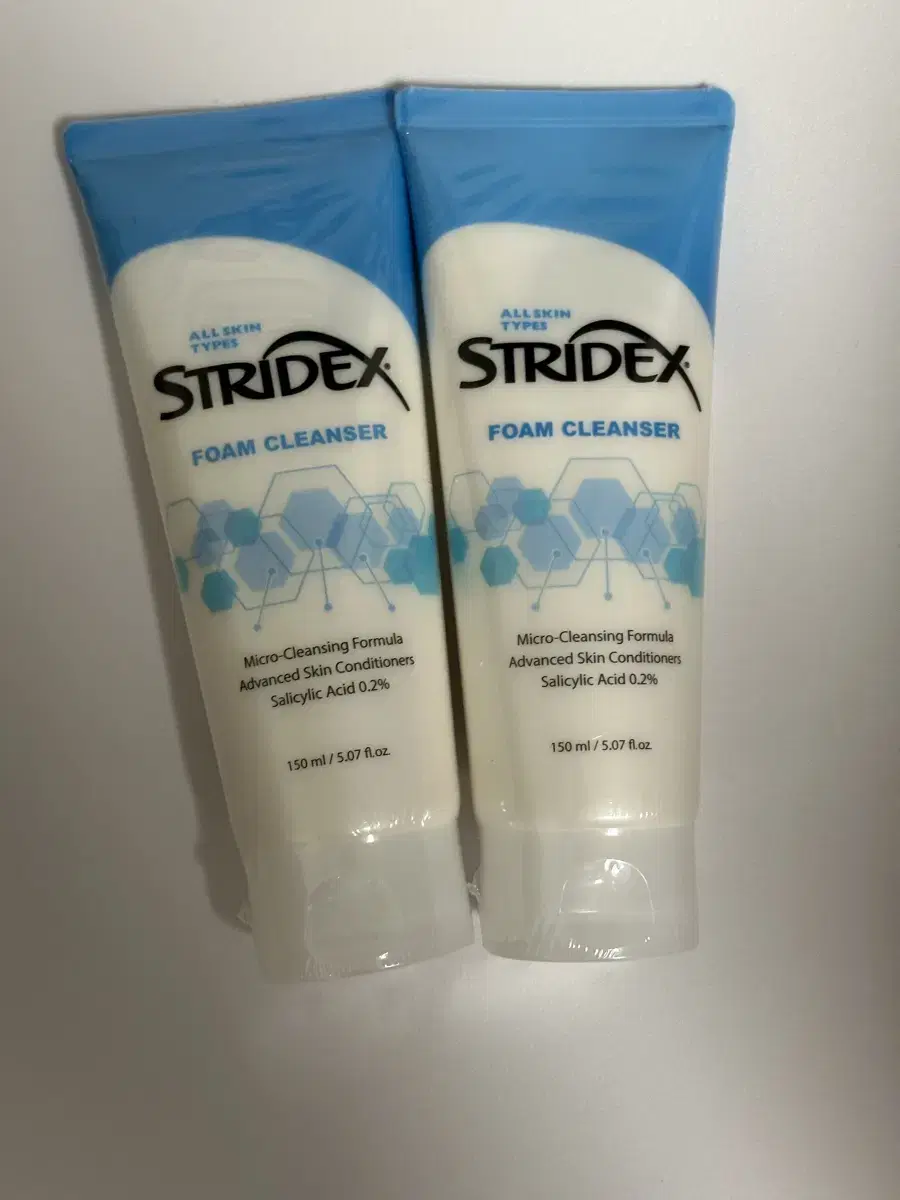 ALL SKIN
TYPES
STRIDEX
FOAM CLEANSER
Micro-Cleansing Formula
Advanced Skin Conditioners
Salicylic Acid 0.2%
150 ml / 5.07 fl.oz.
ALL SKIN
TYPES
STRIDEX
FOAM CLEANSER
Micro-Cleansing Formula
Advanced Skin Conditioners
Salicylic Acid 0.2%
150 ml / 5.07 fl.oz.